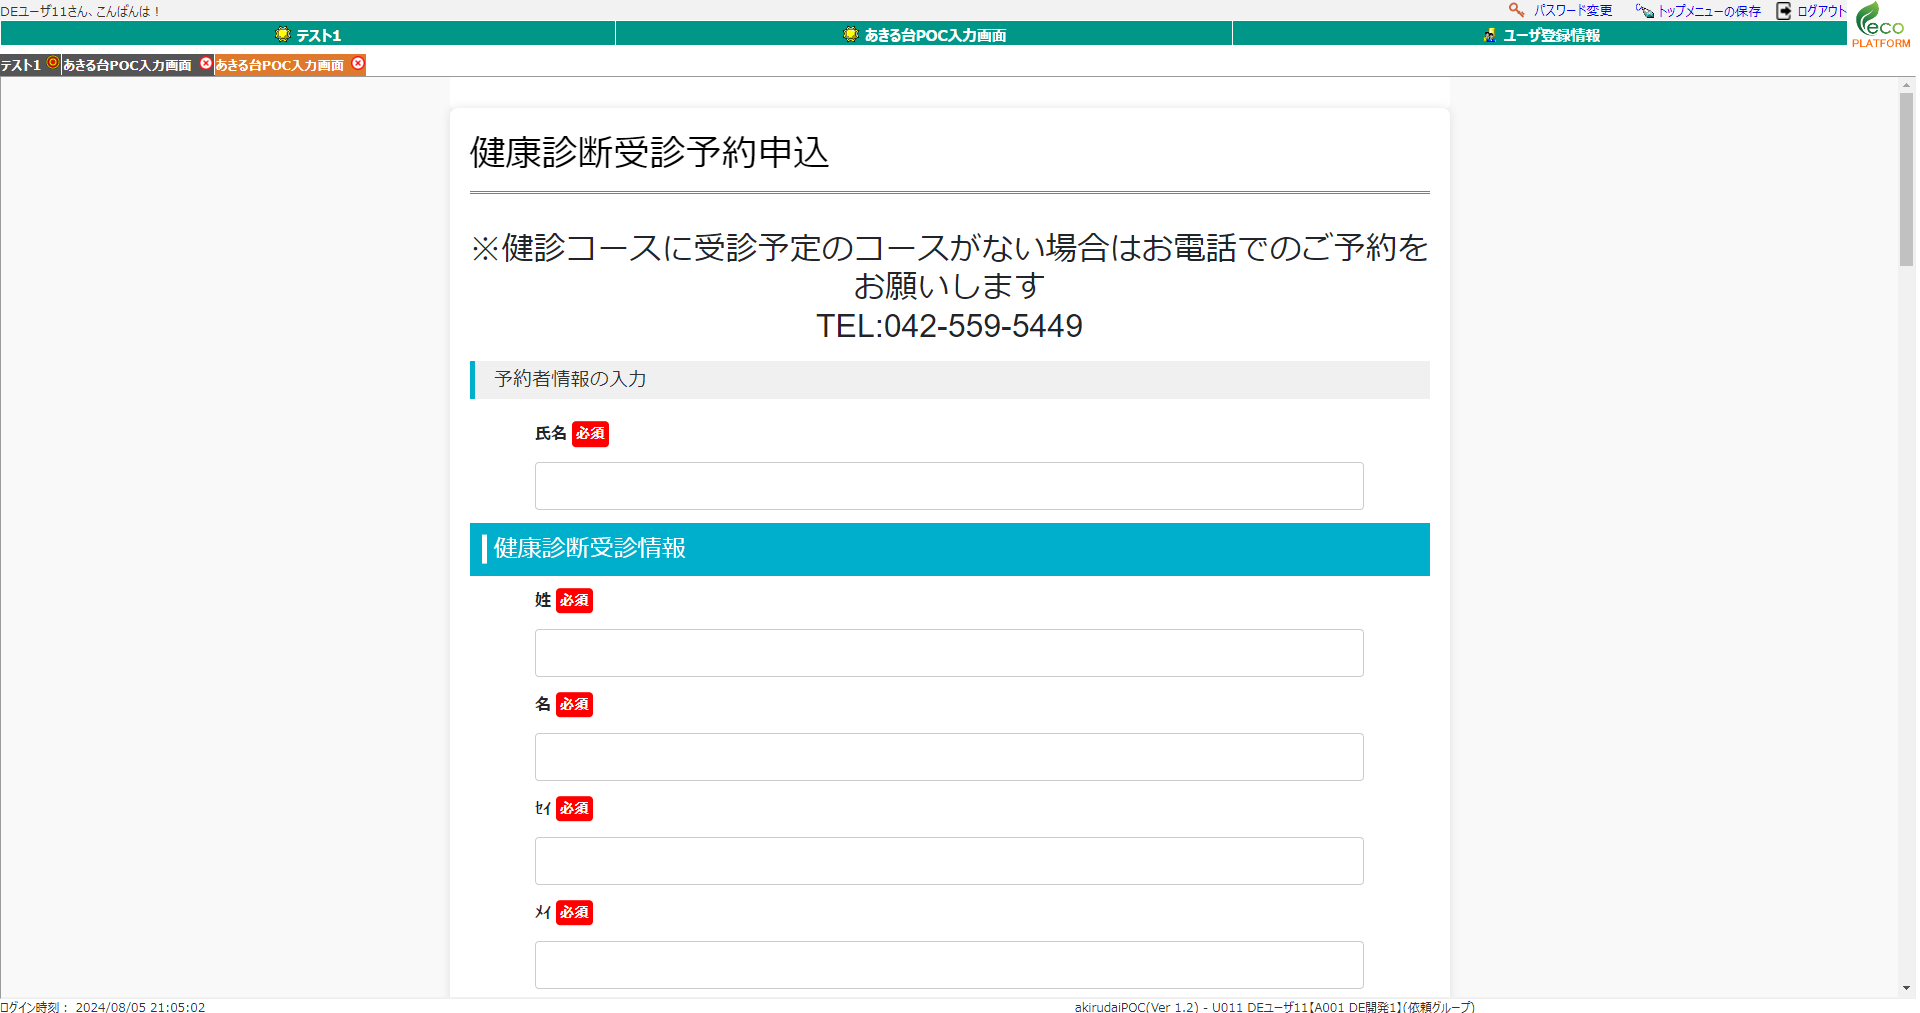 DEユーザ11さん、こんばんは！
パスワード変更
トップメニューの保存
ログアウト
eco
PLATFORM
テスト1
あきる台POC入力画面
ユーザ登録情報
テスト1
あきる台POC入力画面
あきる台POC入力画面
健康診断受診予約申込
※健診コースに受診予定のコースがない場合はお電話でのご予約を
お願いします
TEL:042-559-5449
予約者情報の入力
氏名 必須
健康診断受診情報
姓 必須
名 必須
ｾｲ 必須
ﾒｲ 必須
ログイン時刻： 2024/08/05 21:05:02
akirudaiPOC(Ver 1.2) - U011 DEユーザ11【A001 DE開発1】(依頼グループ)